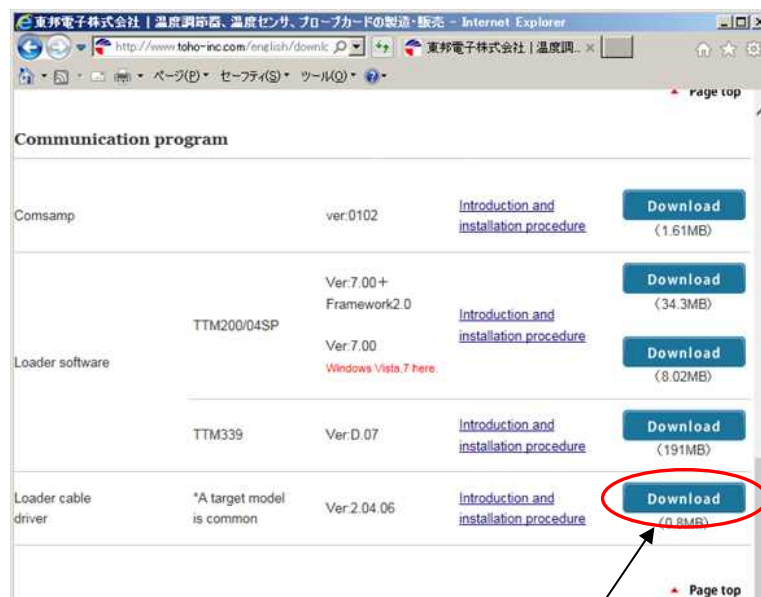 東邦電子株式会社 | 温度調節器、温度センサ、プローブカードの製造・販売 - Internet Explorer
http://www.toho-inc.com/english/downlc
東邦電子株式会社 | 温度調... ×
ページ(P) セーフティ(S) ツール(O)
Page top
Communication program
Comsamp
ver:0102
Introduction and
installation procedure
Download
(1.61MB)
Loader software
TTM200/04SP
Ver:7.00+
Framework2.0
Ver:7.00
Windows Vista,7 here.
Introduction and
installation procedure
Download
(34.3MB)
Download
(8.02MB)
TTM339
Ver:D.07
Introduction and
installation procedure
Download
(191MB)
Loader cable
driver
*A target model
is common
Ver:2.04.06
Introduction and
installation procedure
Download
(0.8MB)
Page top